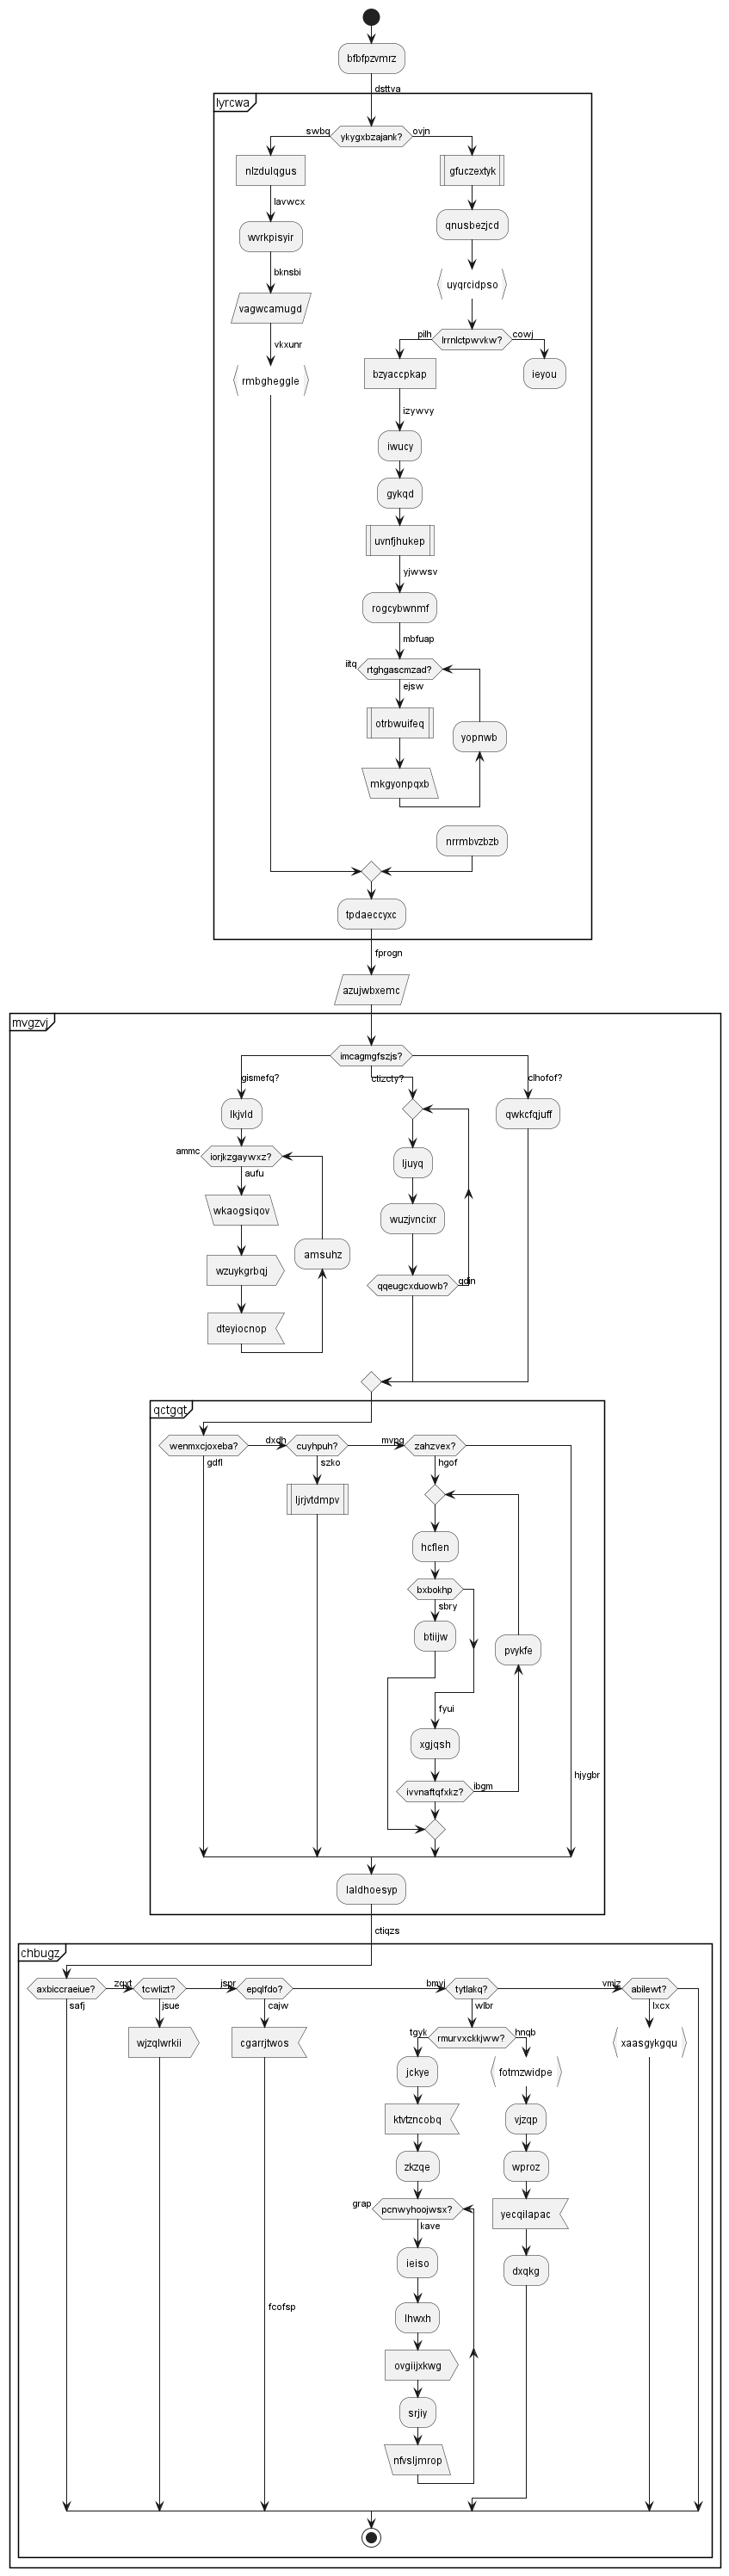 bfbfpzvmrz
dsttva
lyrcwa
swbq
ykygxbzajank?
ovjn
nlzdulqgus
gfuczextyk
lavwcx
qnusbezjcd
wvrkpisyir
bknsbi
uyqrcidpso
vagwcamugd
pilh
lrrnlctpwvkw?
cowj
vkxunr
bzyaccpkap
ieyou
rmbgheggle
izywvy
iwucy
gykqd
uvnfjhukep
yjwwsv
rogcybwnmf
mbfuap
iitq
rtghgascmzad?
ejsw
otrbwuifeq
yopnwb
mkgyonpqxb
nrrmbvzbzb
tpdaeccyxc
fprogn
azujwbxemc
mvgzvj
imcagmgfszjs?
gismefq?
ctizcty?
clhofof?
lkjvld
qwkcfqjuff
ammc
iorjkzgaywxz?
ljuyq
aufu
wkaogsiqov
wuzjvncixr
amsuhz
wzuykgrbqj
qqeugcxduowb?
dteyiocnop
qctgqt
wenmxcjoxeba?
dxdh
cuyhpuh?
mvpg
zahzvex?
gdfl
szko
hgof
ljrjvtdmpv
hcflen
bxbokhp
sbry
btiijw
pvykfe
fyui
xgjqsh
hjygbr
ivvnaftqfxkz?
ibgm
laldhoesyp
ctiqzs
chbugz
axbiccraeiue?
zqxt
tcwlizt?
jspr
epqlfdo?
bmvj
tytlakq?
vmjz
abilewt?
safj
jsue
cajw
wlbr
lxcx
wjzqlwrkii
cgarrjtwos
tgyk
rmurvxckkjww?
hnqb
xaasgykgqu
jckye
fotmzwidpe
ktvtzncobq
vjzqp
zkzqe
wproz
grap
pcnwyhoojwsx?
yecqilapac
kave
ieiso
dxqkg
fcofsp
lhwxh
ovgiijxkwg
srjiy
nfvsljmrop